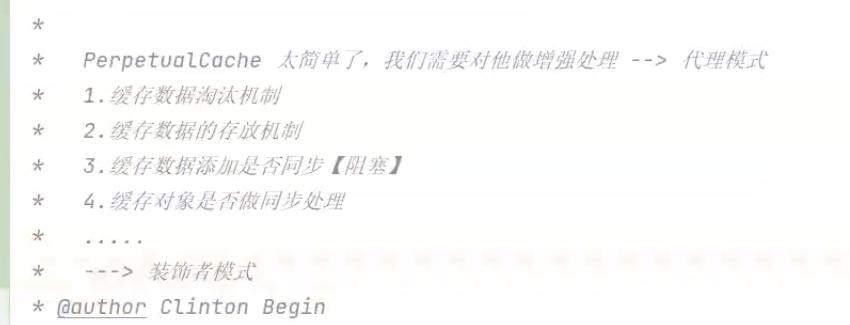 *
* PerpetualCache 太简单了，我们需要对他做增强处理 --> 代理模式
* 1.缓存数据淘汰机制
* 2.缓存数据的存放机制
* 3.缓存数据添加是否同步【阻塞】
* 4.缓存对象是否做同步处理
* .....
* ---> 装饰者模式
* @author Clinton Begin